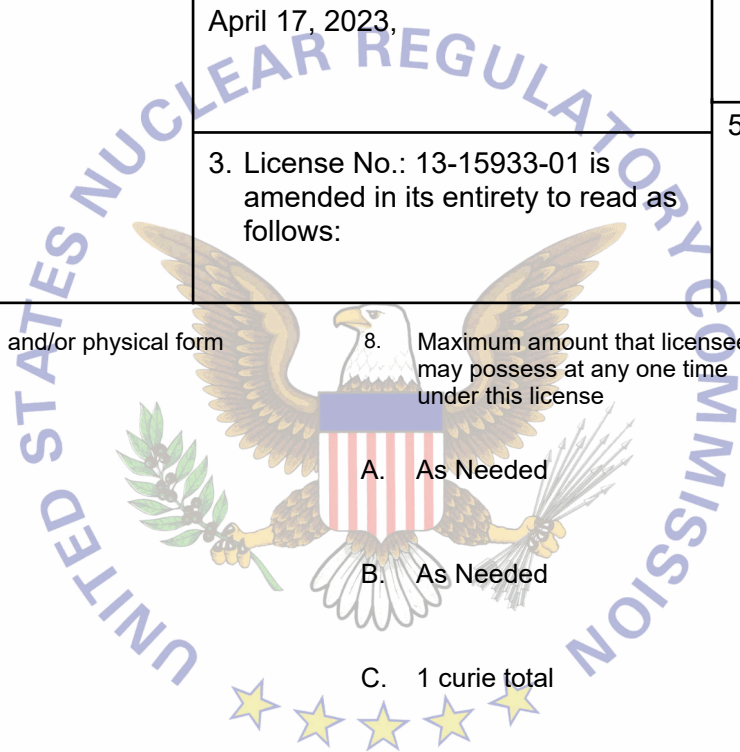 April 17, 2023,
5
3. License No.: 13-15933-01 is
amended in its entirety to read as
follows:
and/or physical form
8. Maximum amount that licensee
may possess at any one time
under this license
A. As Needed
B. As Needed
C. 1 curie total
UNITED STATES NUCLEAR REGULATORY COMMISSION